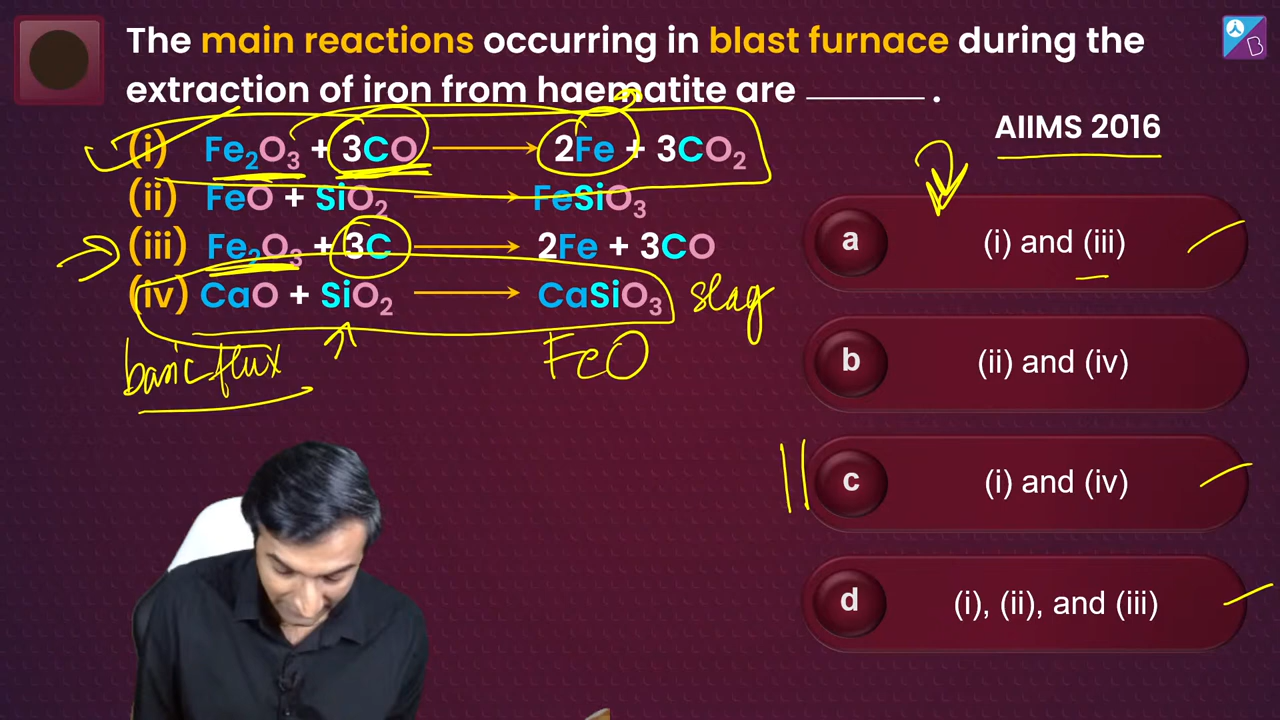 The main reactions occurring in blast furnace during the
extraction of iron from haematite are ______ .
AIIMS 2016
(i) Fe₂O₃ + 3CO ⟶ 2Fe + 3CO₂
(ii) FeO + SiO₂ ⟶ FeSiO₃
(iii) Fe₂O₃ + 3C ⟶ 2Fe + 3CO
(iv) CaO + SiO₂ ⟶ CaSiO₃ slag
basic flux
FeO
a (i) and (iii)
b (ii) and (iv)
c (i) and (iv)
d (i), (ii), and (iii)
B